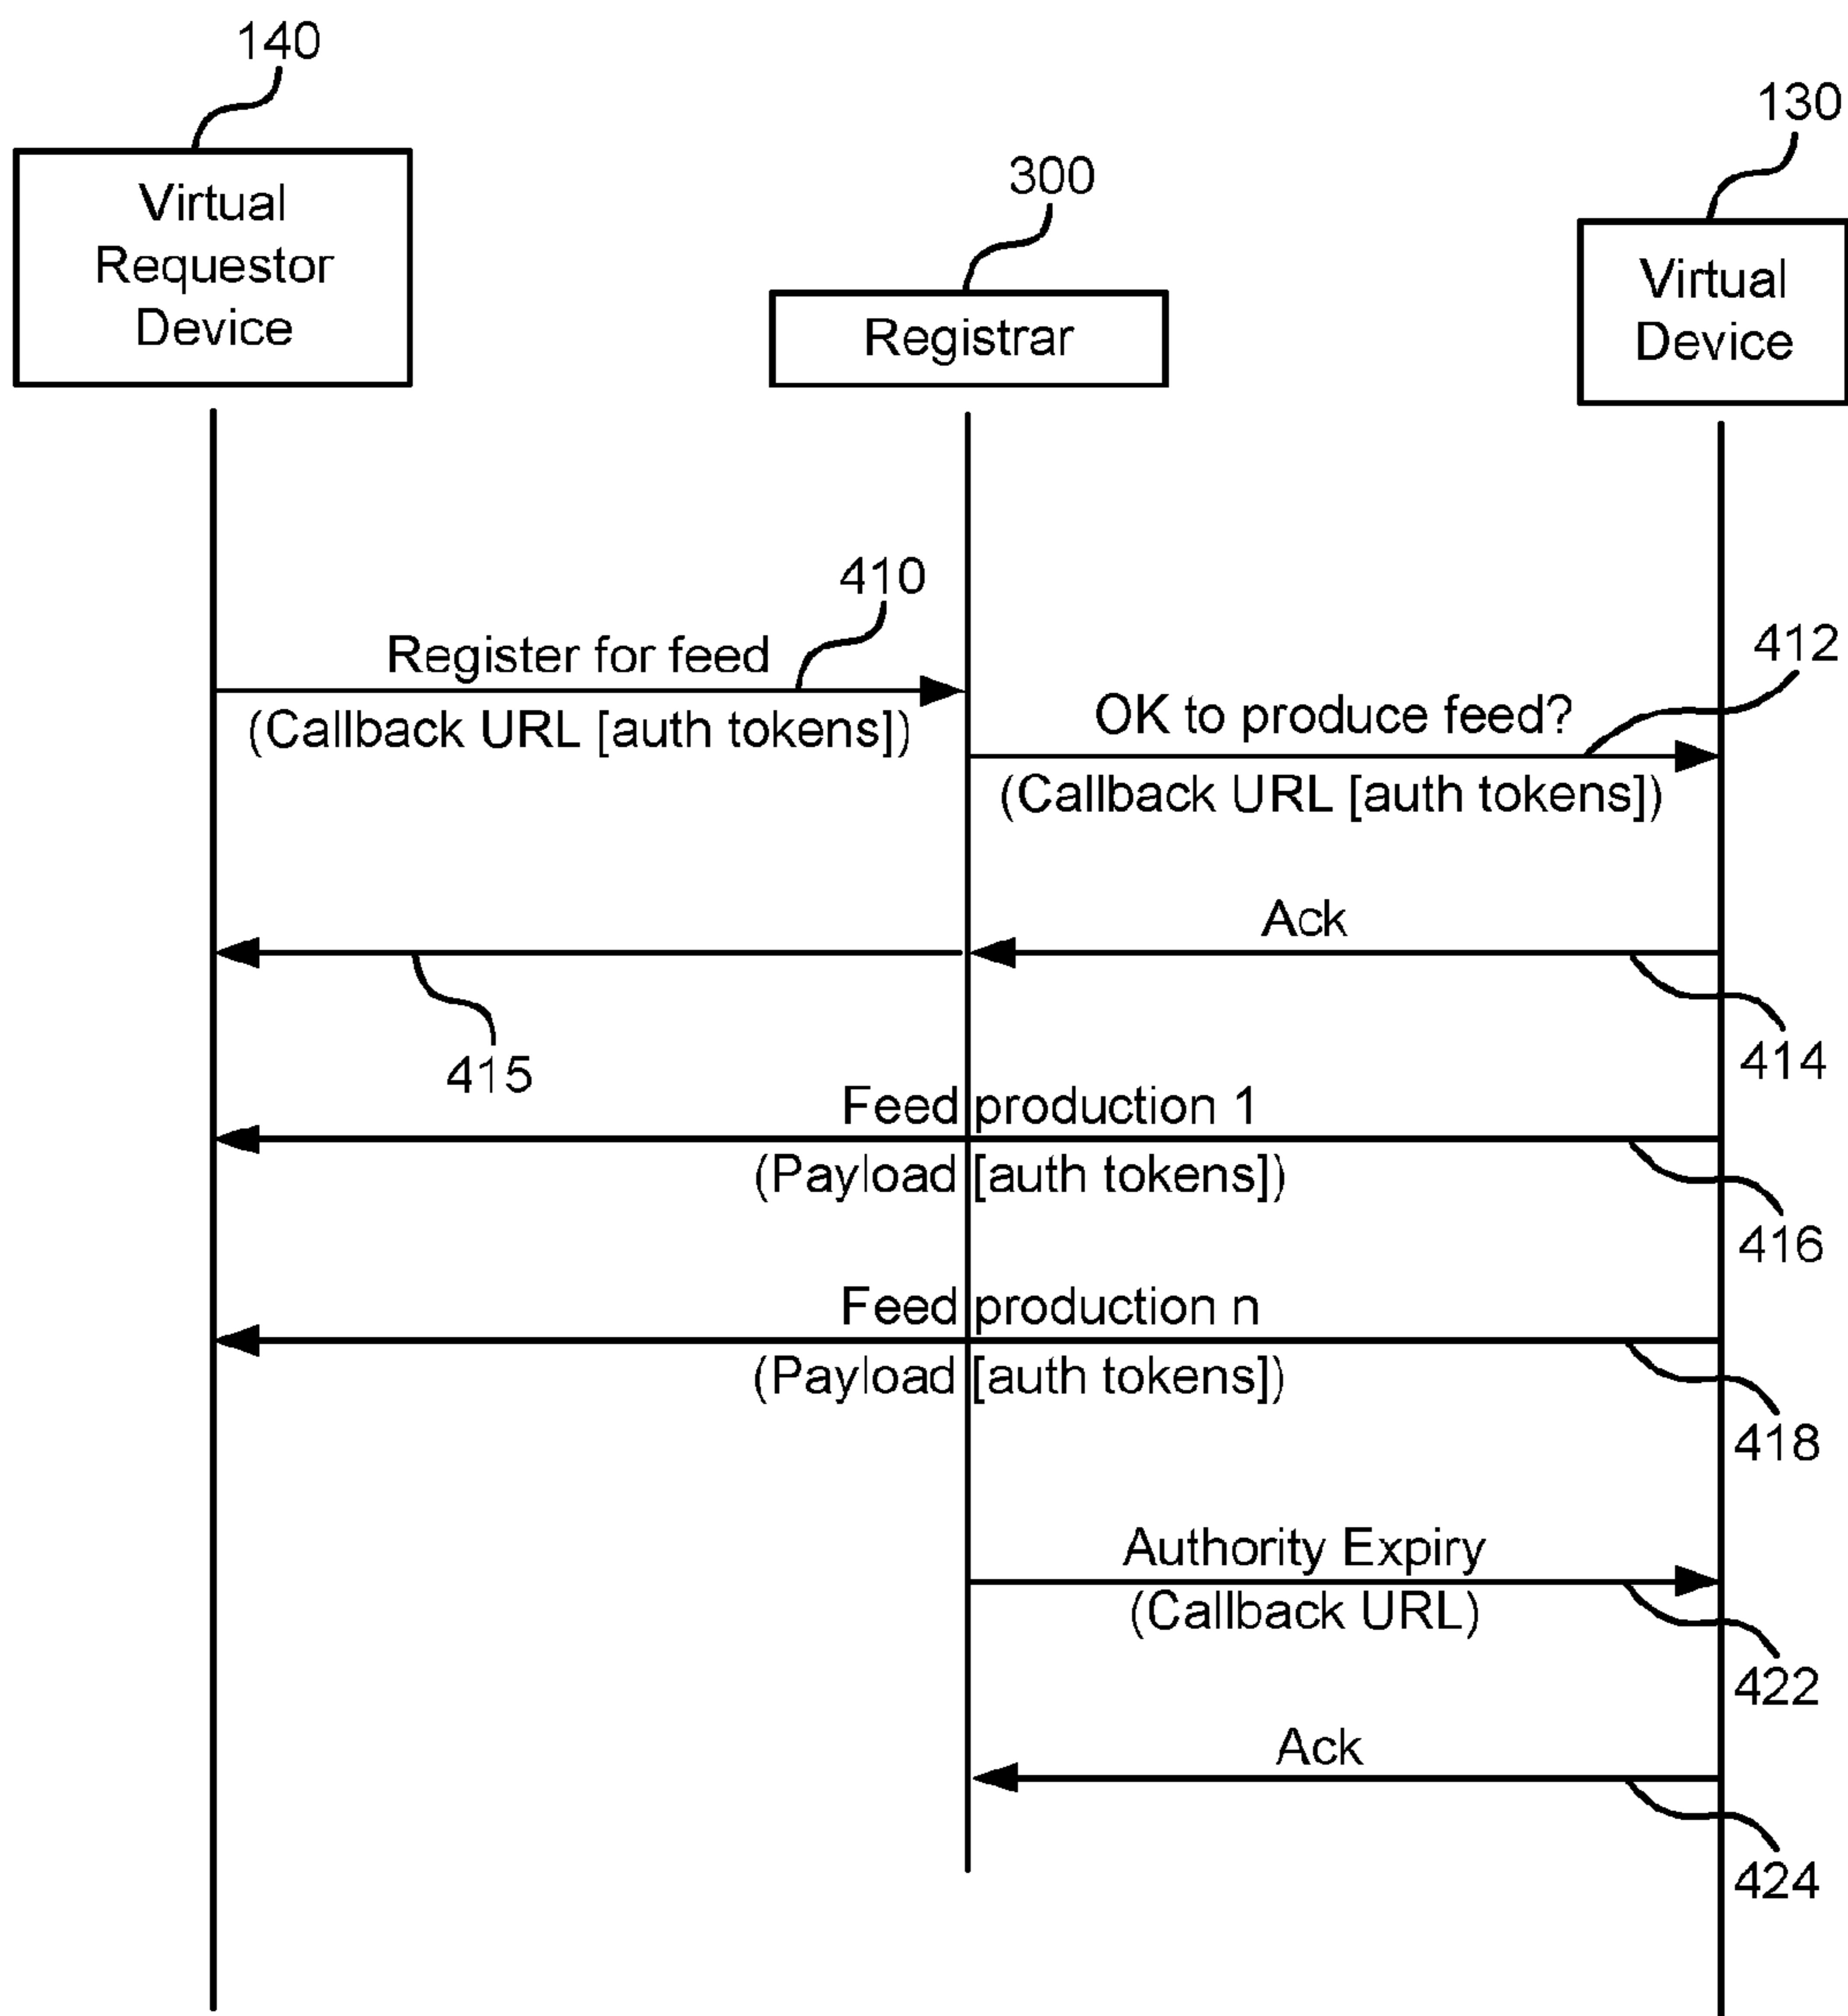 140
130
300
Virtual
Requestor
Device
Registrar
Virtual
Device
410
Register for feed
(Callback URL [auth tokens])
412
OK to produce feed?
(Callback URL [auth tokens])
Ack
415
414
Feed production 1
(Payload [auth tokens])
416
Feed production n
(Payload [auth tokens])
418
Authority Expiry
(Callback URL)
422
Ack
424